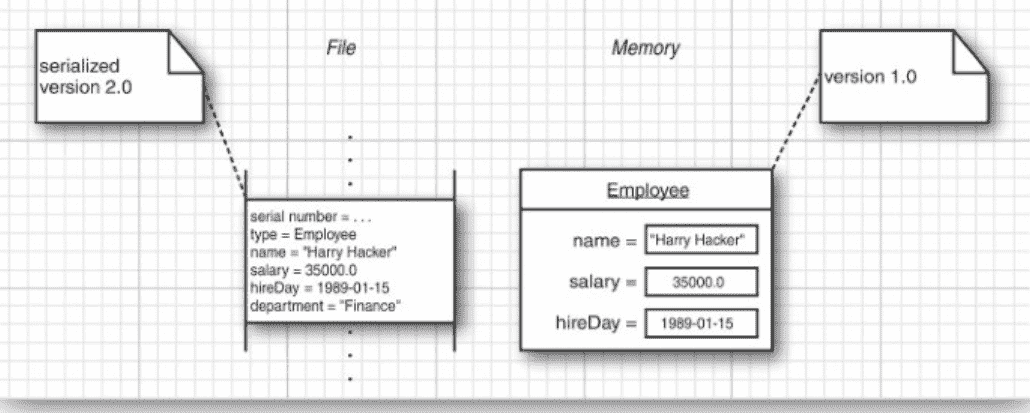 File
Memory
serialized
version 2.0
version 1.0
serial number = . . .
type = Employee
name = "Harry Hacker"
salary = 35000.0
hireDay = 1989-01-15
department = "Finance"
Employee
name = "Harry Hacker"
salary = 35000.0
hireDay = 1989-01-15